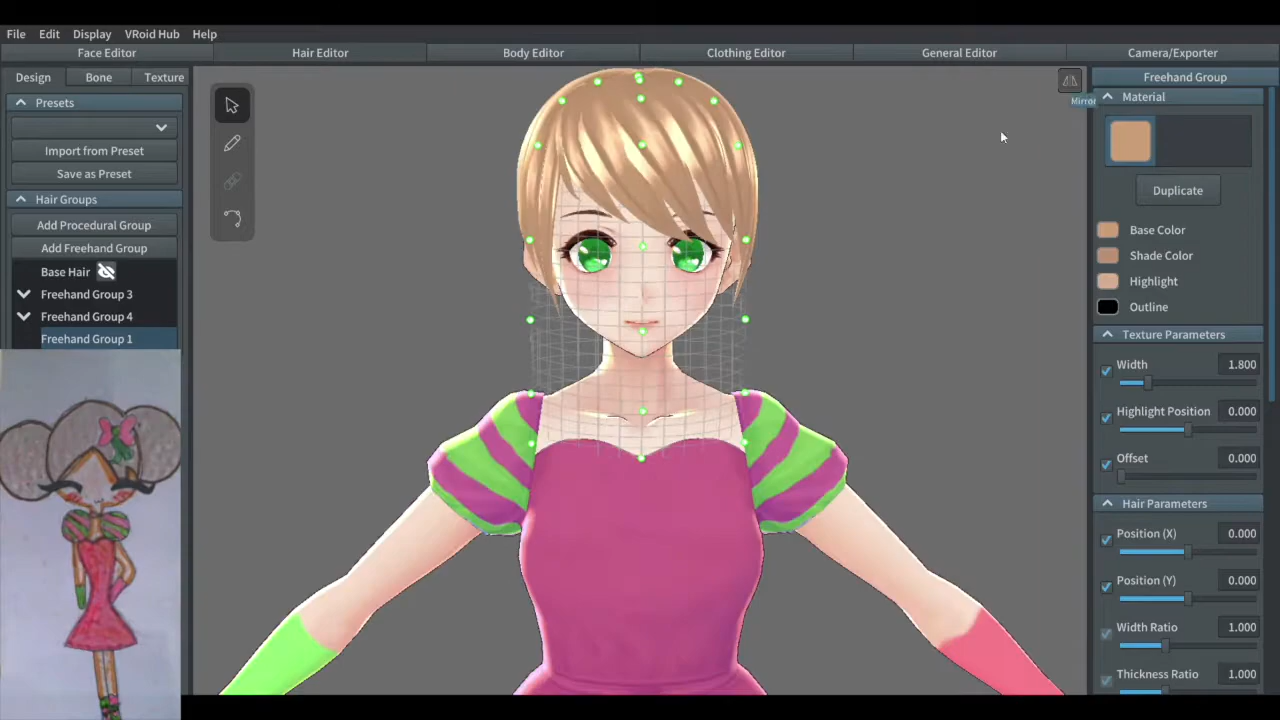 File Edit Display VRoid Hub Help
Face Editor Hair Editor Body Editor Clothing Editor General Editor Camera/Exporter
Design Bone Texture
Presets
Import from Preset
Save as Preset
Hair Groups
Add Procedural Group
Add Freehand Group
Base Hair
Freehand Group 3
Freehand Group 4
Freehand Group 1
Mirror
Freehand Group
Material
Duplicate
Base Color
Shade Color
Highlight
Outline
Texture Parameters
Width 1.800
Highlight Position 0.000
Offset 0.000
Hair Parameters
Position (X) 0.000
Position (Y) 0.000
Width Ratio 1.000
Thickness Ratio 1.000